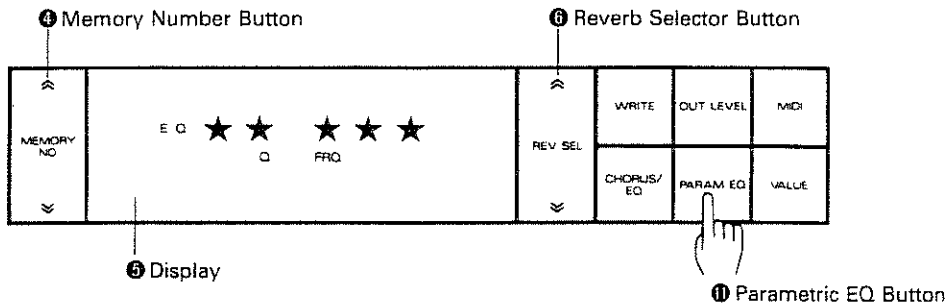 ❹ Memory Number Button
❻ Reverb Selector Button
MEMORY
NO
E Q ★ ★ ★ ★ ★
Q FRQ
REV SEL
WRITE OUT LEVEL MIDI
CHORUS/
EQ
PARAM EQ VALUE
❺ Display
⓫ Parametric EQ Button